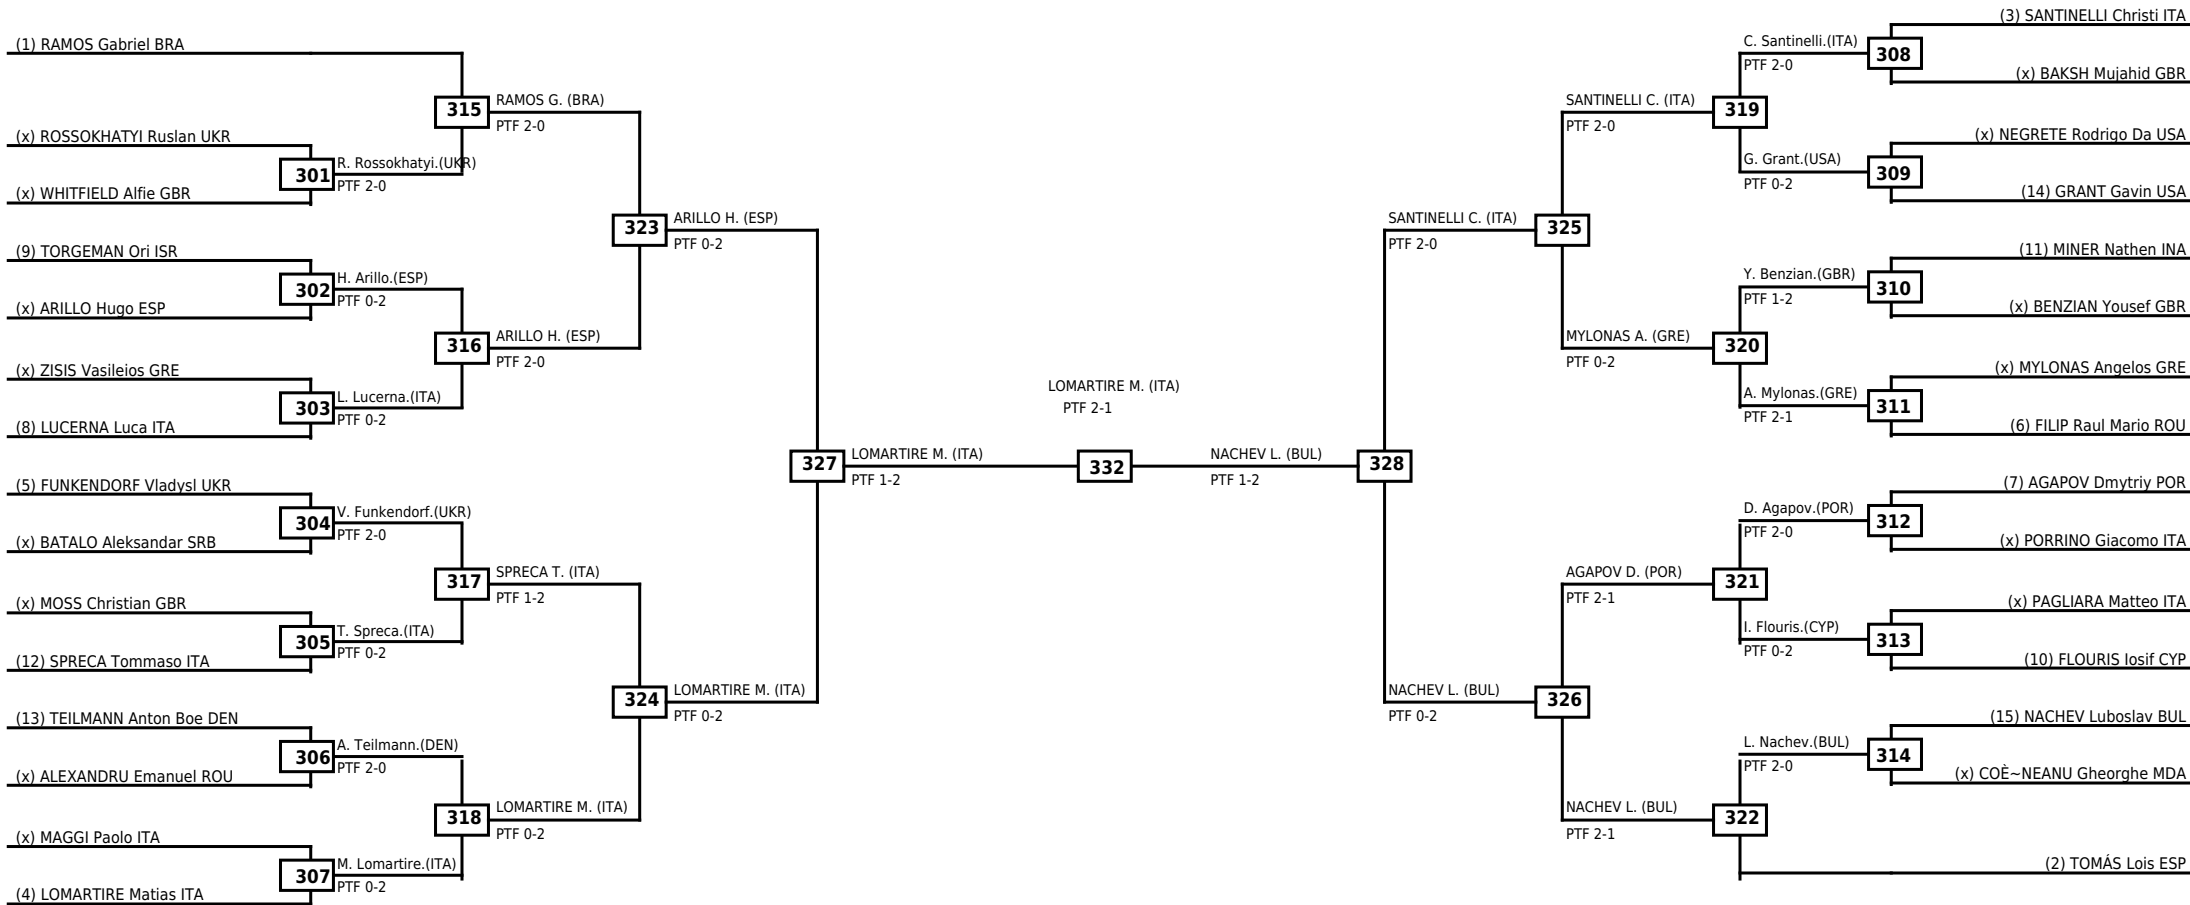 (1) RAMOS Gabriel BRA
315
RAMOS G. (BRA)
PTF 2-0
(x) ROSSOKHATYI Ruslan UKR
301
R. Rossokhatyi.(UKR)
PTF 2-0
(x) WHITFIELD Alfie GBR
323
ARILLO H. (ESP)
PTF 0-2
(9) TORGEMAN Ori ISR
302
H. Arillo.(ESP)
PTF 0-2
(x) ARILLO Hugo ESP
316
ARILLO H. (ESP)
PTF 2-0
(x) ZISIS Vasileios GRE
303
L. Lucerna.(ITA)
PTF 0-2
(8) LUCERNA Luca ITA
327
LOMARTIRE M. (ITA)
PTF 1-2
(5) FUNKENDORF Vladysl UKR
304
V. Funkendorf.(UKR)
PTF 2-0
(x) BATALO Aleksandar SRB
317
SPRECA T. (ITA)
PTF 1-2
(x) MOSS Christian GBR
305
T. Spreca.(ITA)
PTF 0-2
(12) SPRECA Tommaso ITA
324
LOMARTIRE M. (ITA)
PTF 0-2
(13) TEILMANN Anton Boe DEN
306
A. Teilmann.(DEN)
PTF 2-0
(x) ALEXANDRU Emanuel ROU
318
LOMARTIRE M. (ITA)
PTF 0-2
(x) MAGGI Paolo ITA
307
M. Lomartire.(ITA)
PTF 0-2
(4) LOMARTIRE Matias ITA
LOMARTIRE M. (ITA)
PTF 2-1
332
NACHEV L. (BUL)
PTF 1-2
328
(3) SANTINELLI Christi ITA
C. Santinelli.(ITA)
PTF 2-0
308
(x) BAKSH Mujahid GBR
SANTINELLI C. (ITA)
PTF 2-0
319
(x) NEGRETE Rodrigo Da USA
G. Grant.(USA)
PTF 0-2
309
(14) GRANT Gavin USA
SANTINELLI C. (ITA)
PTF 2-0
325
(11) MINER Nathen INA
Y. Benzian.(GBR)
PTF 1-2
310
(x) BENZIAN Yousef GBR
MYLONAS A. (GRE)
PTF 0-2
320
(x) MYLONAS Angelos GRE
A. Mylonas.(GRE)
PTF 2-1
311
(6) FILIP Raul Mario ROU
(7) AGAPOV Dmytriy POR
D. Agapov.(POR)
PTF 2-0
312
(x) PORRINO Giacomo ITA
AGAPOV D. (POR)
PTF 2-1
321
(x) PAGLIARA Matteo ITA
I. Flouris.(CYP)
PTF 0-2
313
(10) FLOURIS Iosif CYP
NACHEV L. (BUL)
PTF 0-2
326
(15) NACHEV Luboslav BUL
L. Nachev.(BUL)
PTF 2-0
314
(x) COÈ~NEANU Gheorghe MDA
NACHEV L. (BUL)
PTF 2-1
322
(2) TOMÁS Lois ESP